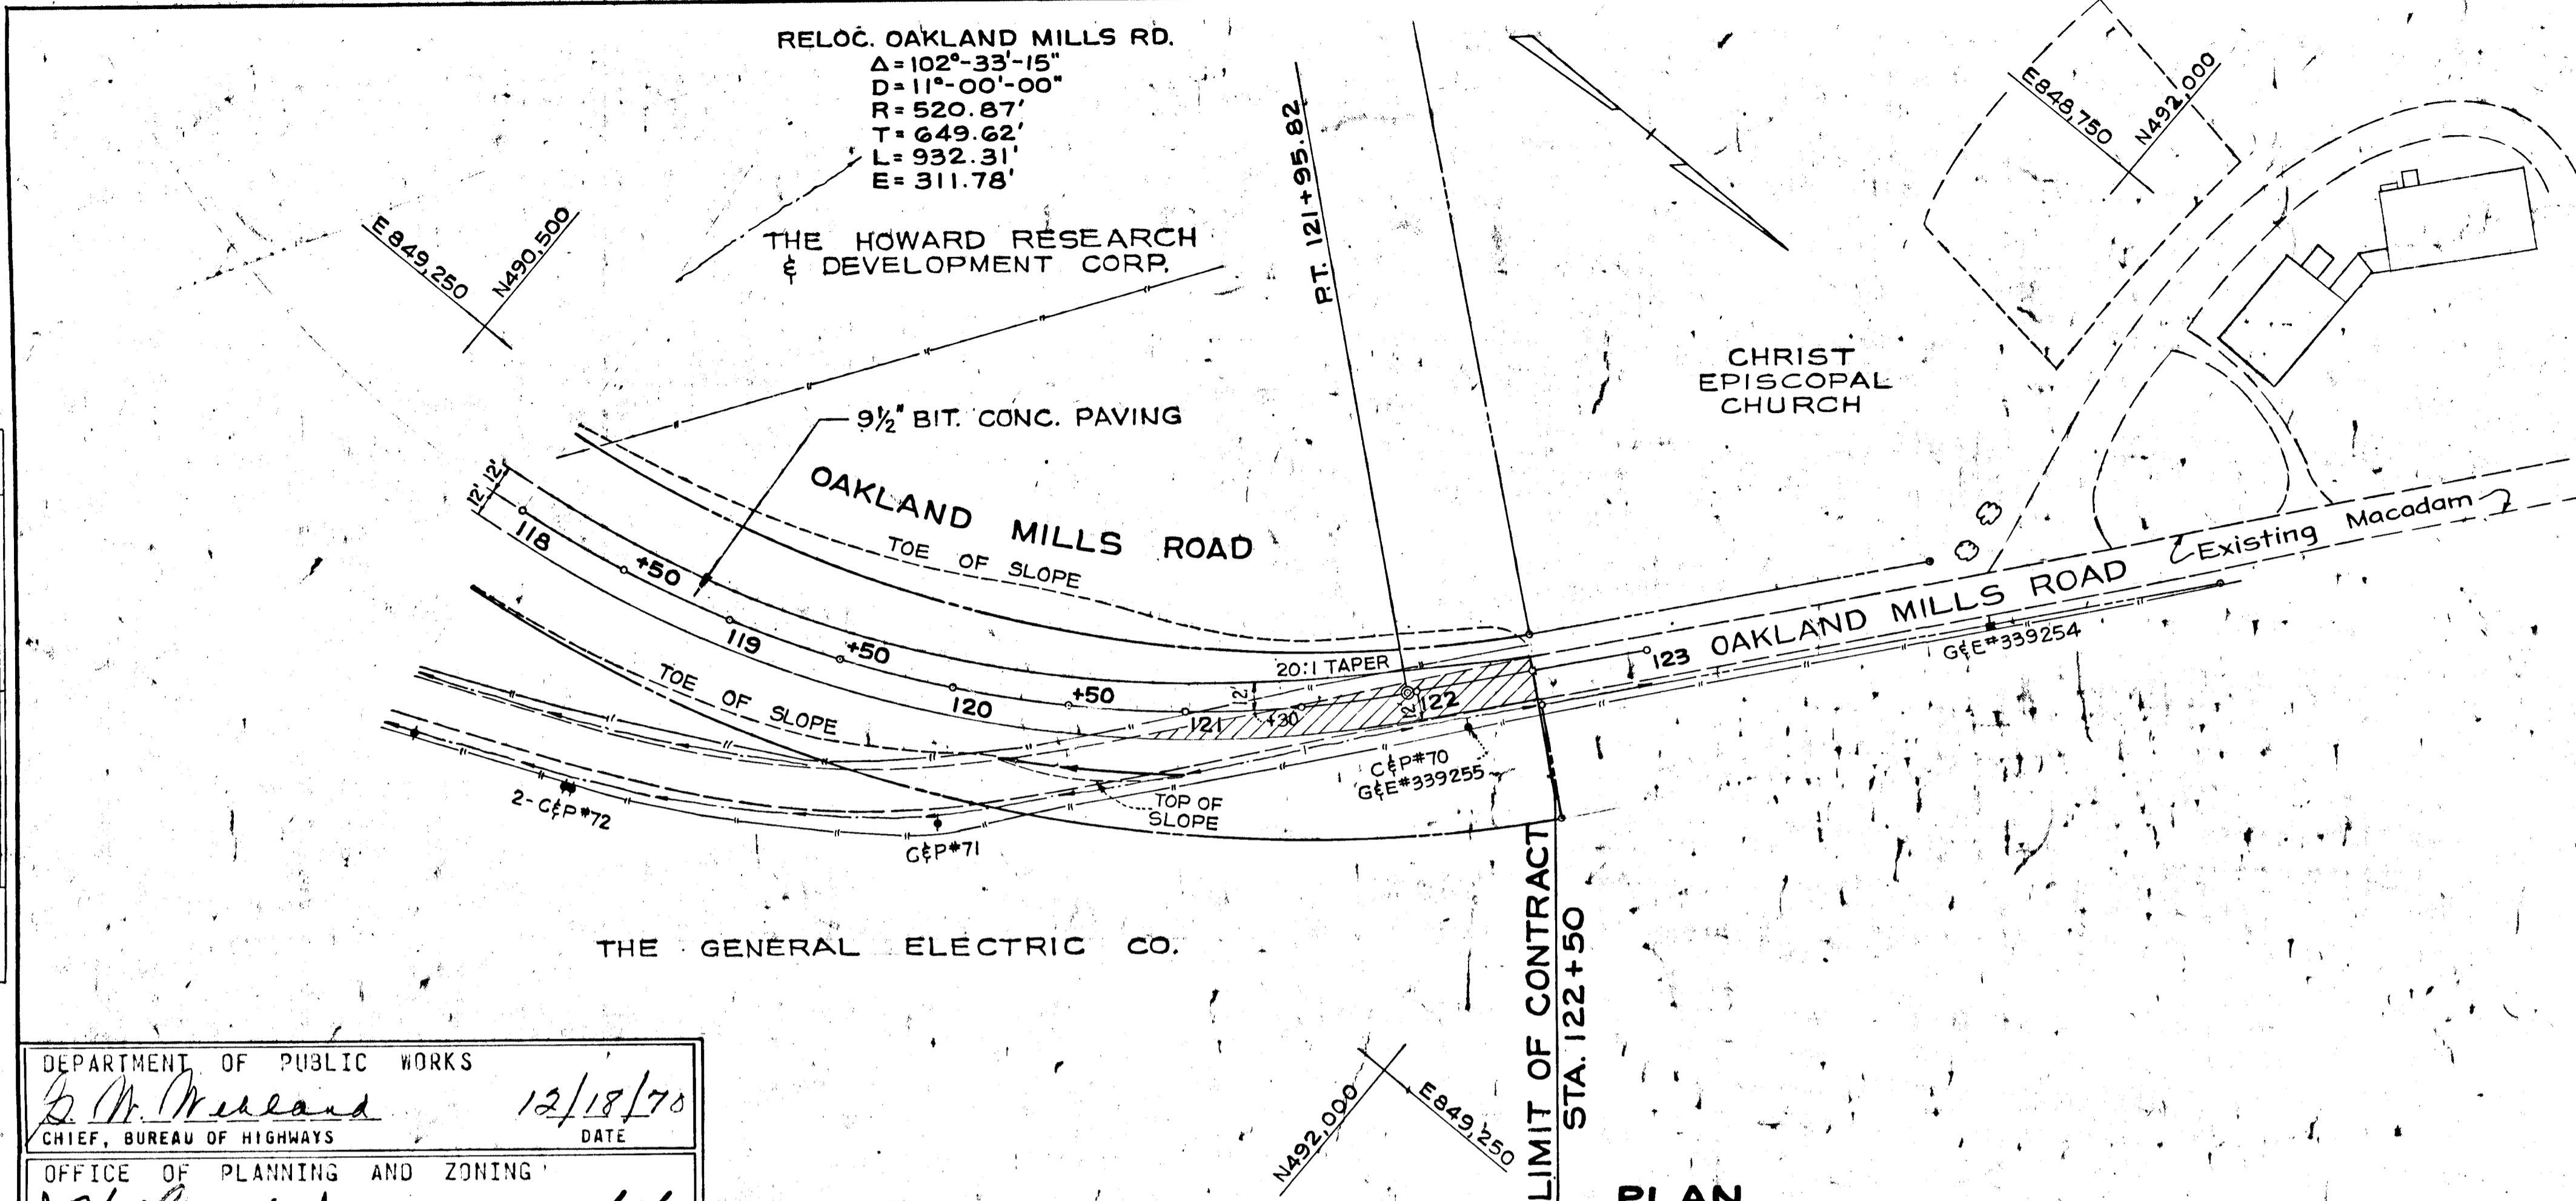 RELOC. OAKLAND MILLS RD.
Δ=102°-33'-15"
D=11°-00'-00"
R=520.87'
T=649.62'
L=932.31'
E=311.78'
THE HOWARD RESEARCH
& DEVELOPMENT CORP.
E849,250
N490,500
P.T. 121+95.82
E848,750
N492,000
CHRIST
EPISCOPAL
CHURCH
9½" BIT. CONC. PAVING
OAKLAND MILLS ROAD
TOE OF SLOPE
12'
12'
118
+50
119
+50
120
+50
121
+50
122
123
20:1 TAPER
12'
12'
OAKLAND MILLS ROAD
Existing Macadam
G&E#339254
TOE OF SLOPE
C&P#70
G&E#339255
TOP OF
SLOPE
2-C&P#72
C&P#71
THE GENERAL ELECTRIC CO.
LIMIT OF CONTRACT
STA. 122+50
N492,000
E849,250
PLAN
DEPARTMENT OF PUBLIC WORKS
12/18/70
CHIEF, BUREAU OF HIGHWAYS
DATE
OFFICE OF PLANNING AND ZONING